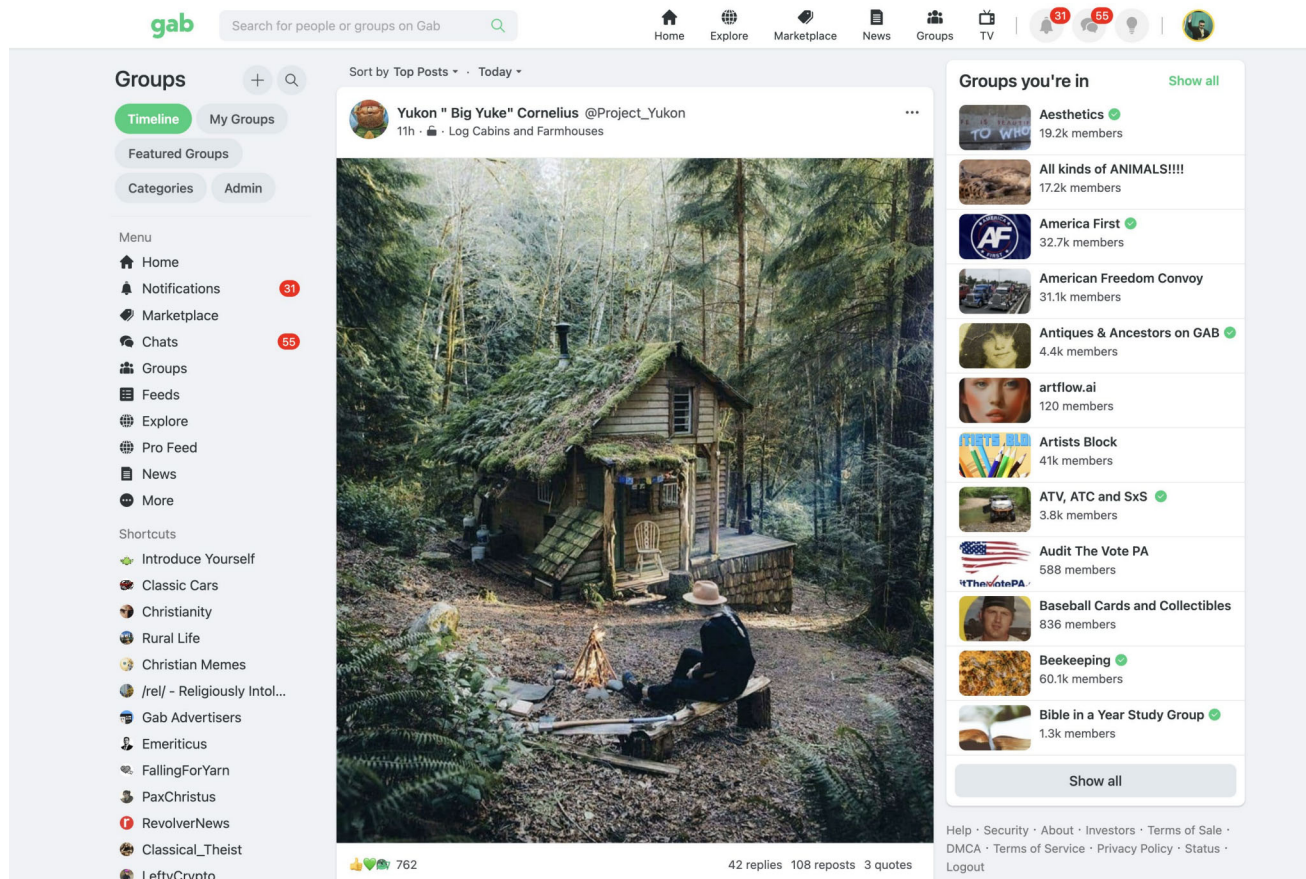 gab
Search for people or groups on Gab
Home
Explore
Marketplace
News
Groups
TV
31
55
Groups
Timeline
My Groups
Featured Groups
Categories
Admin
Menu
Home
Notifications
31
Marketplace
Chats
55
Groups
Feeds
Explore
Pro Feed
News
More
Shortcuts
Introduce Yourself
Classic Cars
Christianity
Rural Life
Christian Memes
/rel/ - Religiously Intol...
Gab Advertisers
Emeriticus
FallingForYarn
PaxChristus
RevolverNews
Classical_Theist
LeftyCrypto
Sort by Top Posts · Today
Yukon " Big Yuke" Cornelius @Project_Yukon
11h · Log Cabins and Farmhouses
762
42 replies 108 reposts 3 quotes
Groups you're in
Show all
TO WHO
Aesthetics
19.2k members
All kinds of ANIMALS!!!!
17.2k members
AMERICA
AF
FIRST
America First
32.7k members
American Freedom Convoy
31.1k members
Antiques & Ancestors on GAB
4.4k members
artflow.ai
120 members
Artists Block
41k members
ATV, ATC and SxS
3.8k members
Audit The Vote PA
588 members
Baseball Cards and Collectibles
836 members
Beekeeping
60.1k members
Bible in a Year Study Group
1.3k members
Show all
Help · Security · About · Investors · Terms of Sale ·
DMCA · Terms of Service · Privacy Policy · Status ·
Logout